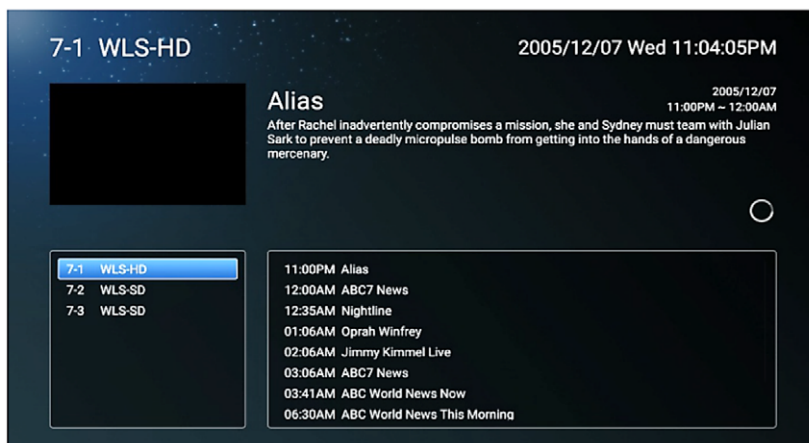 7-1 WLS-HD
2005/12/07 Wed 11:04:05PM
Alias
2005/12/07
11:00PM ~ 12:00AM
After Rachel inadvertently compromises a mission, she and Sydney must team with Julian
Sark to prevent a deadly micropulse bomb from getting into the hands of a dangerous
mercenary.
7-1 WLS-HD
7-2 WLS-SD
7-3 WLS-SD
11:00PM Alias
12:00AM ABC7 News
12:35AM Nightline
01:06AM Oprah Winfrey
02:06AM Jimmy Kimmel Live
03:06AM ABC7 News
03:41AM ABC World News Now
06:30AM ABC World News This Morning